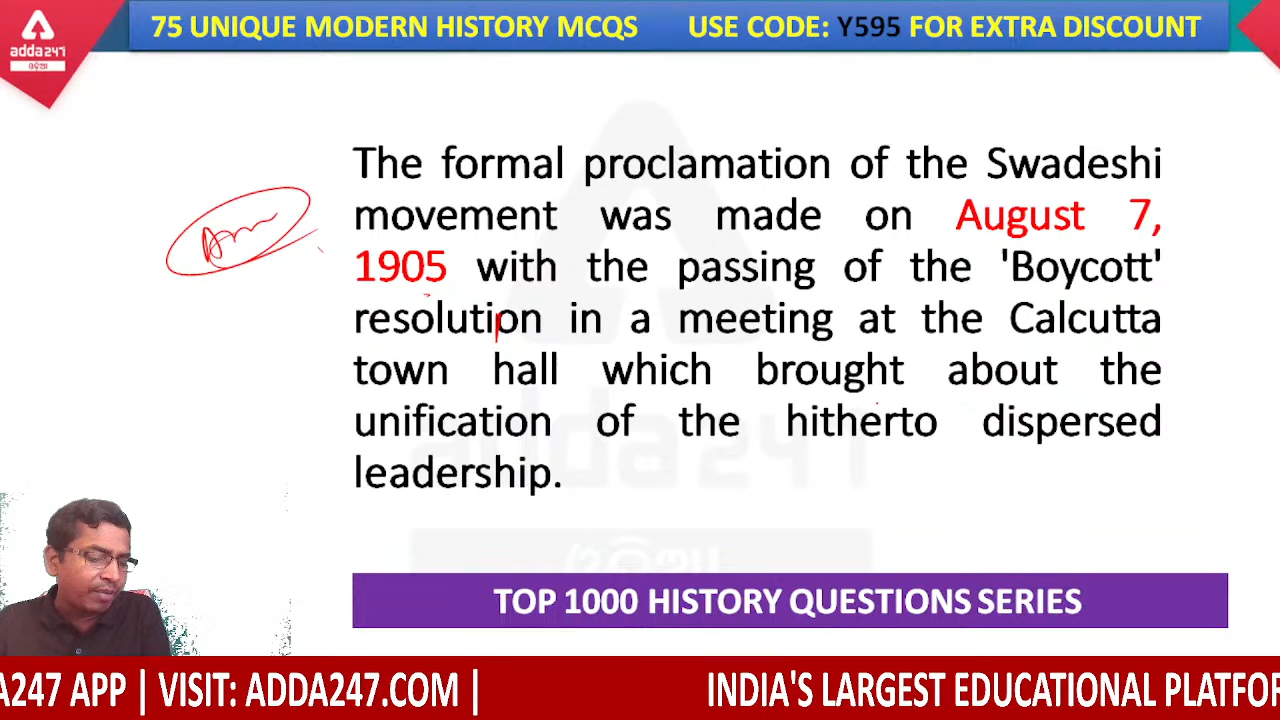 75 UNIQUE MODERN HISTORY MCQS USE CODE: Y595 FOR EXTRA DISCOUNT
adda247
ଓଡ଼ିଆ
The formal proclamation of the Swadeshi
movement was made on August 7,
1905 with the passing of the 'Boycott'
resolution in a meeting at the Calcutta
town hall which brought about the
unification of the hitherto dispersed
leadership.
adda247
ଓଡ଼ିଆ
TOP 1000 HISTORY QUESTIONS SERIES
A247 APP | VISIT: ADDA247.COM | INDIA'S LARGEST EDUCATIONAL PLATFOR